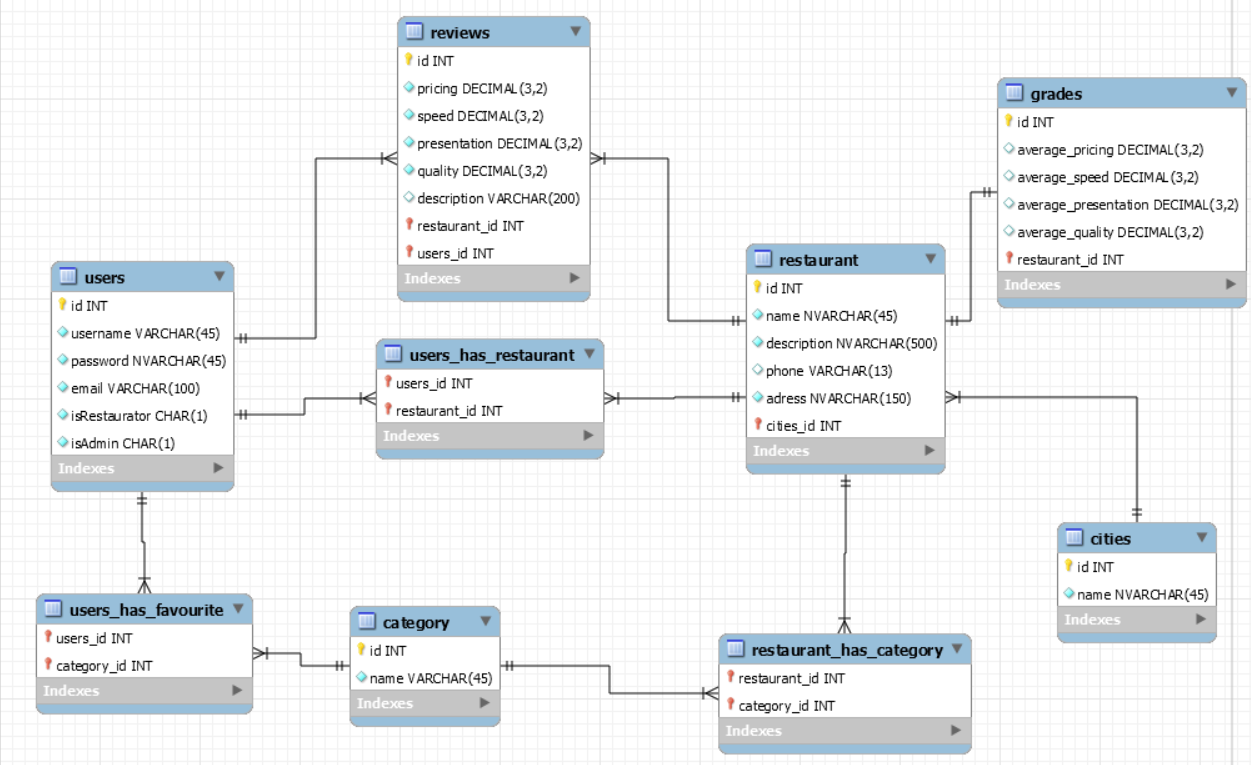 reviews
id INT
pricing DECIMAL(3,2)
speed DECIMAL(3,2)
presentation DECIMAL(3,2)
quality DECIMAL(3,2)
description VARCHAR(200)
restaurant_id INT
users_id INT
Indexes
grades
id INT
average_pricing DECIMAL(3,2)
average_speed DECIMAL(3,2)
average_presentation DECIMAL(3,2)
average_quality DECIMAL(3,2)
restaurant_id INT
Indexes
users
id INT
username VARCHAR(45)
password NVARCHAR(45)
email VARCHAR(100)
isRestaurator CHAR(1)
isAdmin CHAR(1)
Indexes
users_has_restaurant
users_id INT
restaurant_id INT
Indexes
restaurant
id INT
name NVARCHAR(45)
description NVARCHAR(500)
phone VARCHAR(13)
adress NVARCHAR(150)
cities_id INT
Indexes
cities
id INT
name NVARCHAR(45)
Indexes
users_has_favourite
users_id INT
category_id INT
Indexes
category
id INT
name VARCHAR(45)
Indexes
restaurant_has_category
restaurant_id INT
category_id INT
Indexes